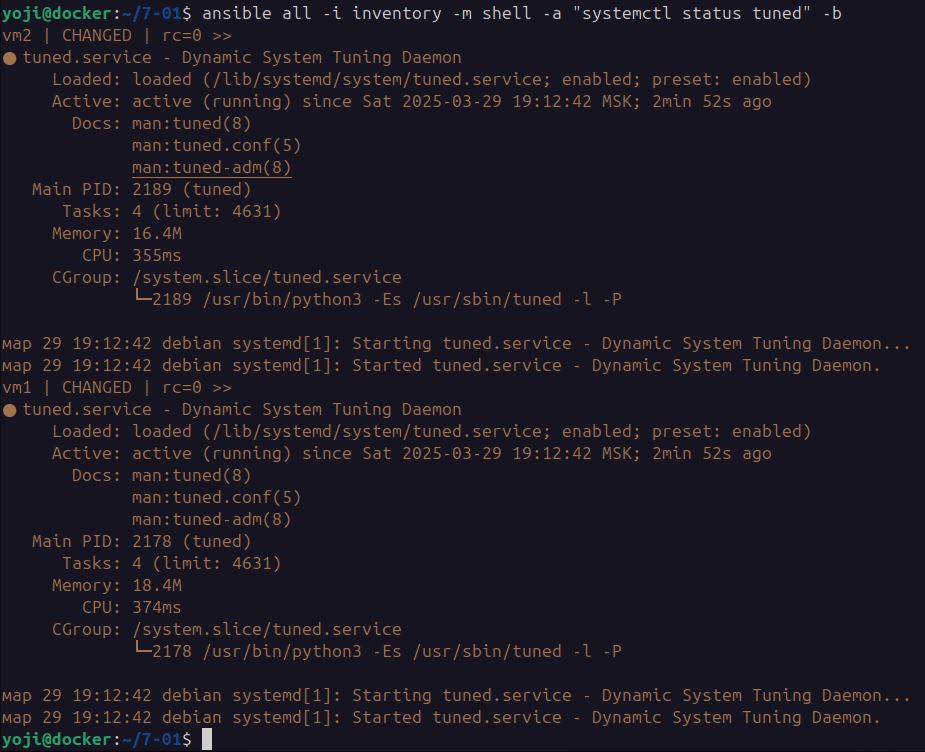 yoji@docker:~/7-01$ ansible all -i inventory -m shell -a "systemctl status tuned" -b
vm2 | CHANGED | rc=0 >>
● tuned.service - Dynamic System Tuning Daemon
     Loaded: loaded (/lib/systemd/system/tuned.service; enabled; preset: enabled)
     Active: active (running) since Sat 2025-03-29 19:12:42 MSK; 2min 52s ago
       Docs: man:tuned(8)
             man:tuned.conf(5)
             man:tuned-adm(8)
   Main PID: 2189 (tuned)
      Tasks: 4 (limit: 4631)
     Memory: 16.4M
        CPU: 355ms
     CGroup: /system.slice/tuned.service
             └─2189 /usr/bin/python3 -Es /usr/sbin/tuned -l -P

мар 29 19:12:42 debian systemd[1]: Starting tuned.service - Dynamic System Tuning Daemon...
мар 29 19:12:42 debian systemd[1]: Started tuned.service - Dynamic System Tuning Daemon.
vm1 | CHANGED | rc=0 >>
● tuned.service - Dynamic System Tuning Daemon
     Loaded: loaded (/lib/systemd/system/tuned.service; enabled; preset: enabled)
     Active: active (running) since Sat 2025-03-29 19:12:42 MSK; 2min 52s ago
       Docs: man:tuned(8)
             man:tuned.conf(5)
             man:tuned-adm(8)
   Main PID: 2178 (tuned)
      Tasks: 4 (limit: 4631)
     Memory: 18.4M
        CPU: 374ms
     CGroup: /system.slice/tuned.service
             └─2178 /usr/bin/python3 -Es /usr/sbin/tuned -l -P

мар 29 19:12:42 debian systemd[1]: Starting tuned.service - Dynamic System Tuning Daemon...
мар 29 19:12:42 debian systemd[1]: Started tuned.service - Dynamic System Tuning Daemon.
yoji@docker:~/7-01$